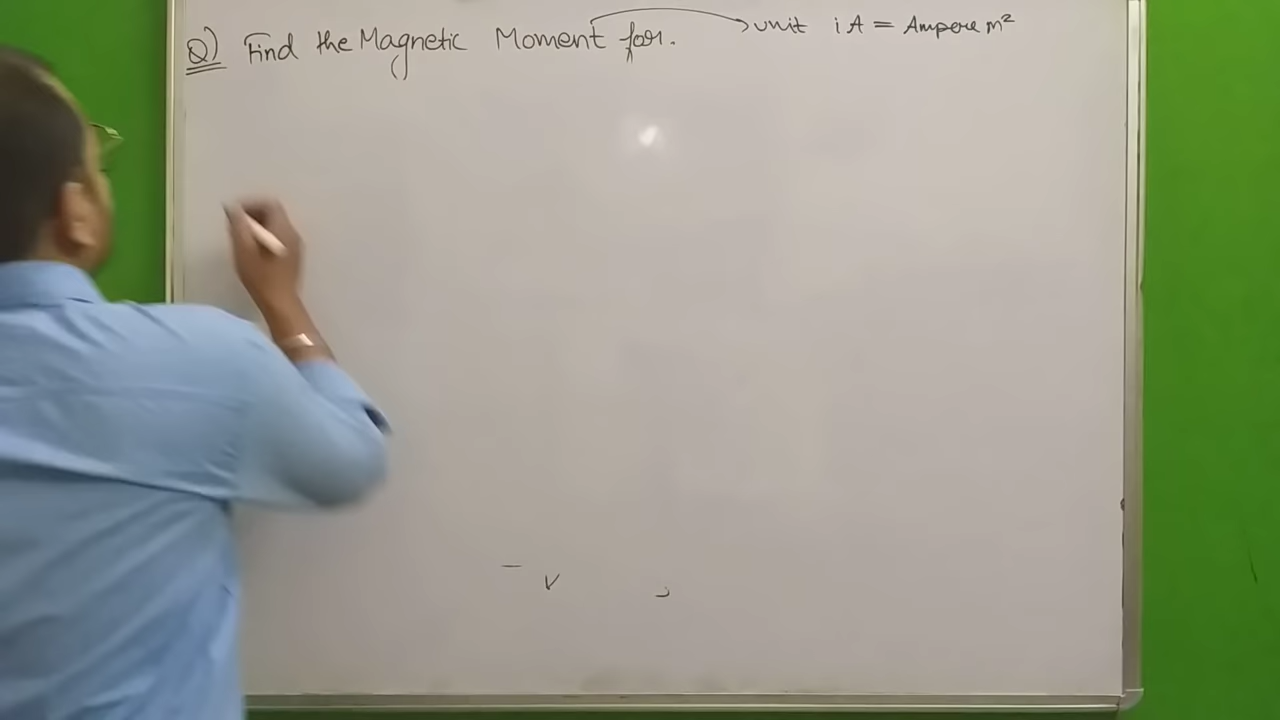 Q) Find the Magnetic Moment for. unit iA = Ampere m²